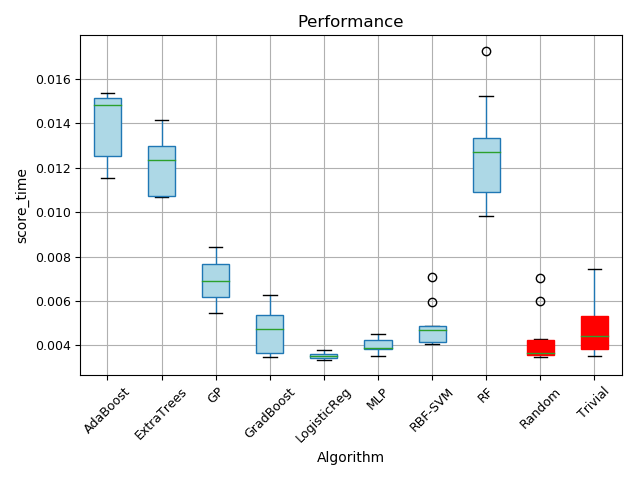 Performance
score_time
0.016
0.014
0.012
0.010
0.008
0.006
0.004
AdaBoost
ExtraTrees
GP
GradBoost
LogisticReg
MLP
RBF-SVM
RF
Random
Trivial
Algorithm